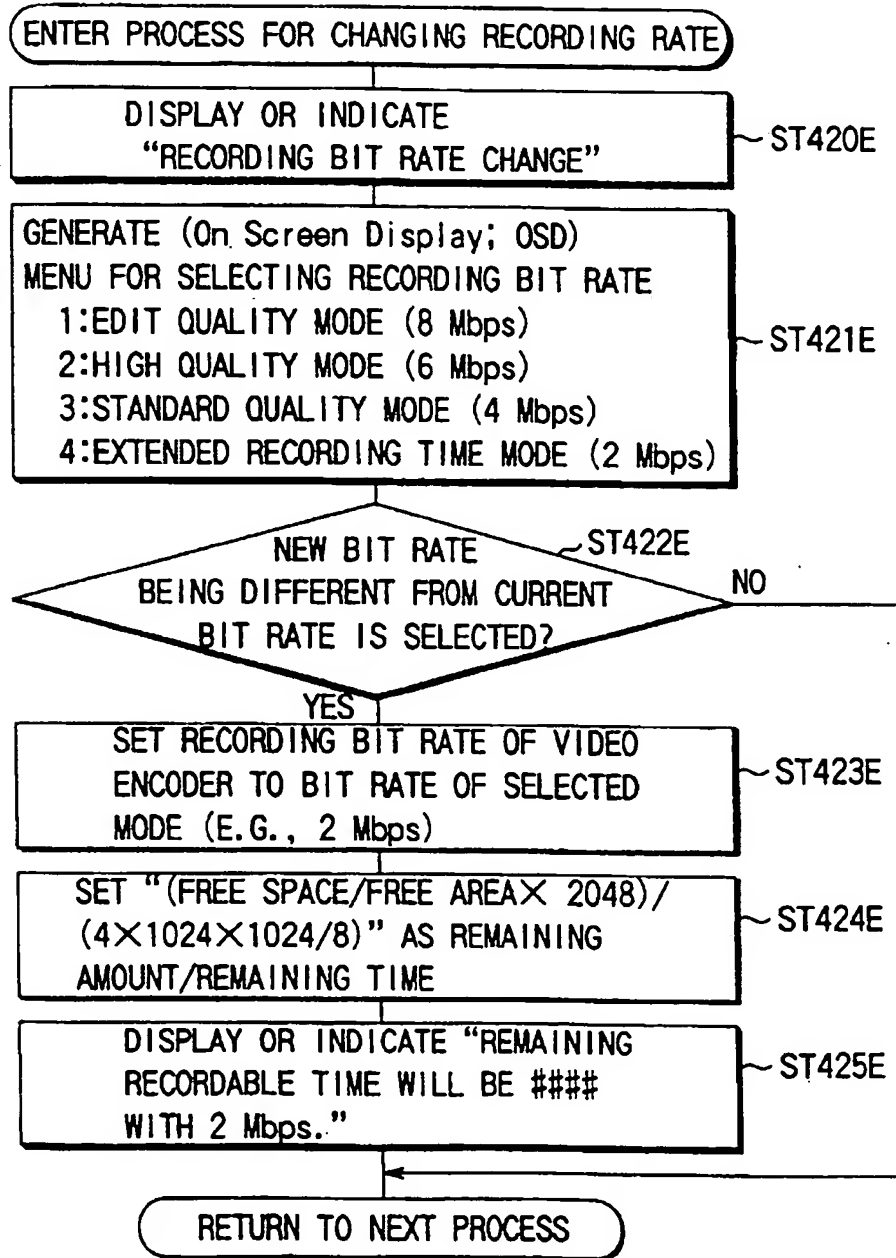 ENTER PROCESS FOR CHANGING RECORDING RATE
DISPLAY OR INDICATE
"RECORDING BIT RATE CHANGE"
ST420E
GENERATE (On Screen Display; OSD)
MENU FOR SELECTING RECORDING BIT RATE
1:EDIT QUALITY MODE (8 Mbps)
2:HIGH QUALITY MODE (6 Mbps)
3:STANDARD QUALITY MODE (4 Mbps)
4:EXTENDED RECORDING TIME MODE (2 Mbps)
ST421E
NEW BIT RATE
BEING DIFFERENT FROM CURRENT
BIT RATE IS SELECTED?
ST422E
NO
YES
SET RECORDING BIT RATE OF VIDEO
ENCODER TO BIT RATE OF SELECTED
MODE (E.G., 2 Mbps)
ST423E
SET "(FREE SPACE/FREE AREA× 2048)/
(4×1024×1024/8)" AS REMAINING
AMOUNT/REMAINING TIME
ST424E
DISPLAY OR INDICATE "REMAINING
RECORDABLE TIME WILL BE ####
WITH 2 Mbps."
ST425E
RETURN TO NEXT PROCESS